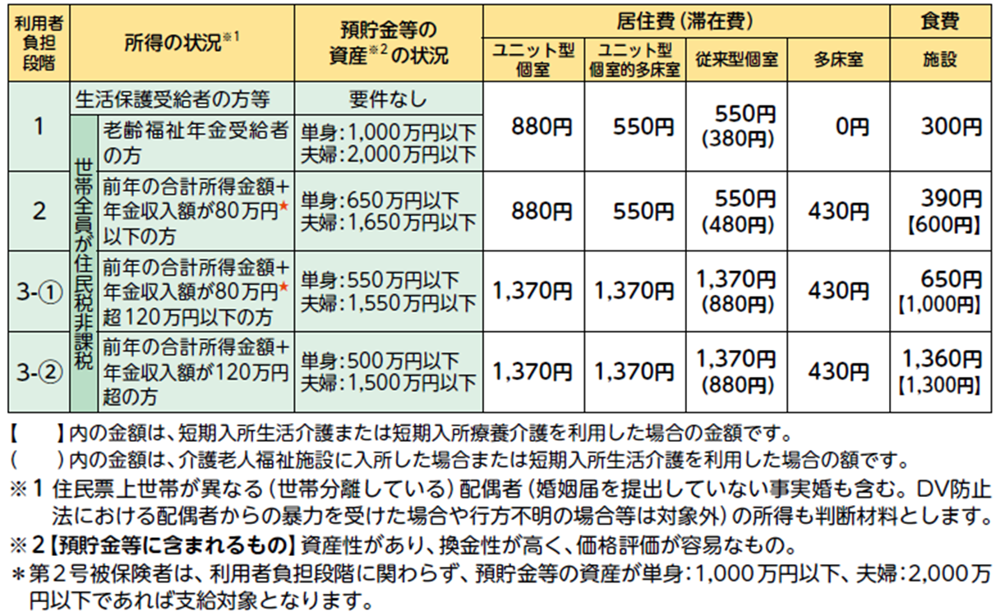 利用者
負担
段階
所得の状況※1
預貯金等の
資産※2の状況
居住費(滞在費)
食費
ユニット型
個室
ユニット型
個室的多床室
従来型個室
多床室
施設
1
生活保護受給者の方等
要件なし
世帯全員が住民税非課税
老齢福祉年金受給者
の方
単身:1,000万円以下
夫婦:2,000万円以下
880円
550円
550円
(380円)
0円
300円
2
前年の合計所得金額+
年金収入額が80万円★
以下の方
単身:650万円以下
夫婦:1,650万円以下
880円
550円
550円
(480円)
430円
390円
【600円】
3-①
前年の合計所得金額+
年金収入額が80万円★
超120万円以下の方
単身:550万円以下
夫婦:1,550万円以下
1,370円
1,370円
1,370円
(880円)
430円
650円
【1,000円】
3-②
前年の合計所得金額+
年金収入額が120万円
超の方
単身:500万円以下
夫婦:1,500万円以下
1,370円
1,370円
1,370円
(880円)
430円
1,360円
【1,300円】
【 】内の金額は、短期入所生活介護または短期入所療養介護を利用した場合の金額です。
( )内の金額は、介護老人福祉施設に入所した場合または短期入所生活介護を利用した場合の額です。
※1 住民票上世帯が異なる(世帯分離している)配偶者(婚姻届を提出していない事実婚も含む。DV防止
法における配偶者からの暴力を受けた場合や行方不明の場合等は対象外)の所得も判断材料とします。
※2【預貯金等に含まれるもの】資産性があり、換金性が高く、価格評価が容易なもの。
*第2号被保険者は、利用者負担段階に関わらず、預貯金等の資産が単身:1,000万円以下、夫婦:2,000万
円以下であれば支給対象となります。